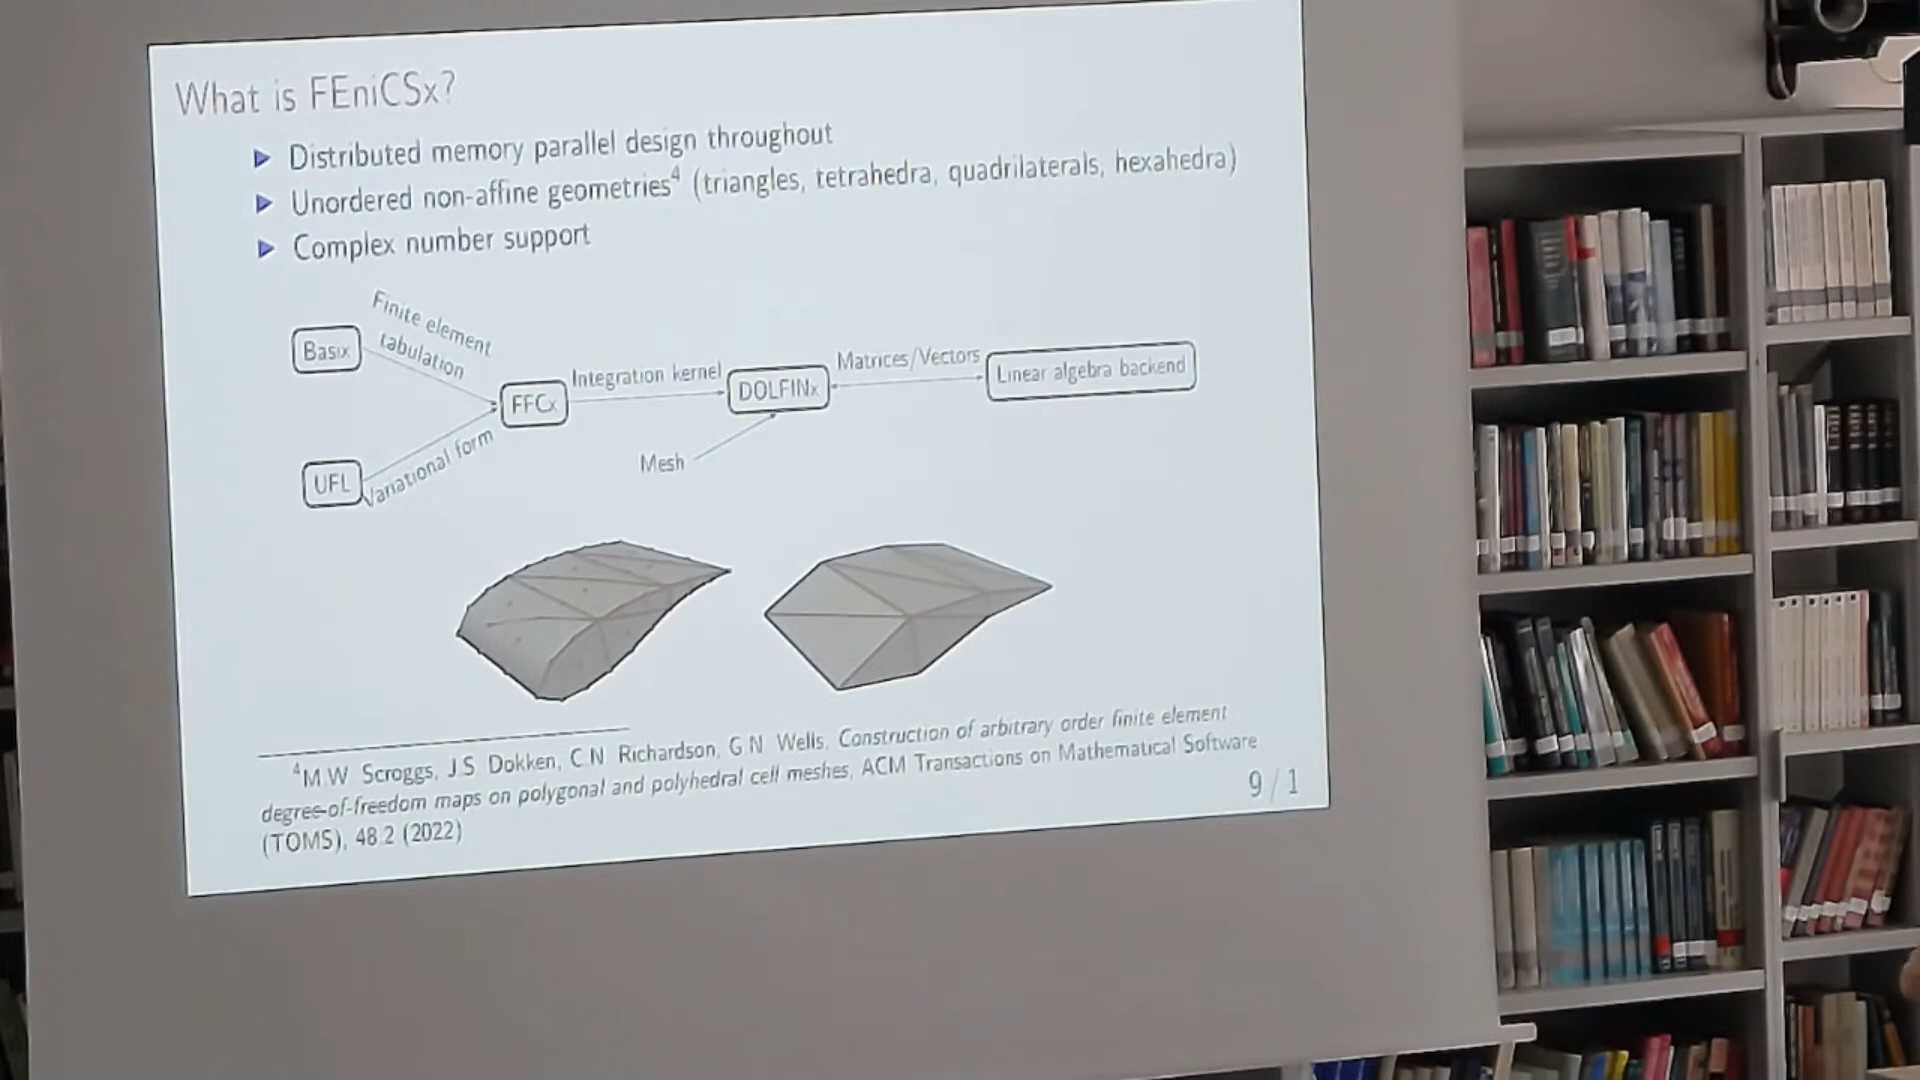 What is FEniCSx?
Distributed memory parallel design throughout
Unordered non-affine geometries⁴ (triangles, tetrahedra, quadrilaterals, hexahedra)
Complex number support
Finite element
tabulation
Basix
Integration kernel
Matrices/Vectors
FFCx
DOLFINx
Linear algebra backend
Variational form
Mesh
UFL
⁴M.W. Scroggs, J.S. Dokken, C.N. Richardson, G.N. Wells, Construction of arbitrary order finite element
degree-of-freedom maps on polygonal and polyhedral cell meshes, ACM Transactions on Mathematical Software
(TOMS), 48.2 (2022)
9 / 1